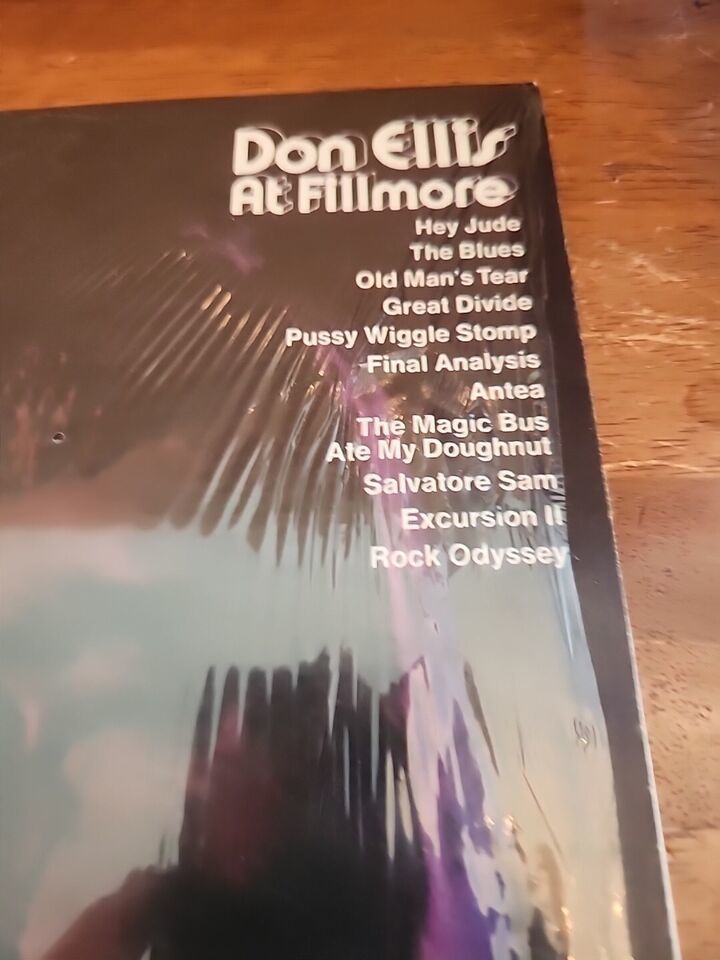 Don Ellis
At Fillmore
Hey Jude
The Blues
Old Man's Tear
Great Divide
Pussy Wiggle Stomp
Final Analysis
Antea
The Magic Bus
Ate My Doughnut
Salvatore Sam
Excursion II
Rock Odyssey